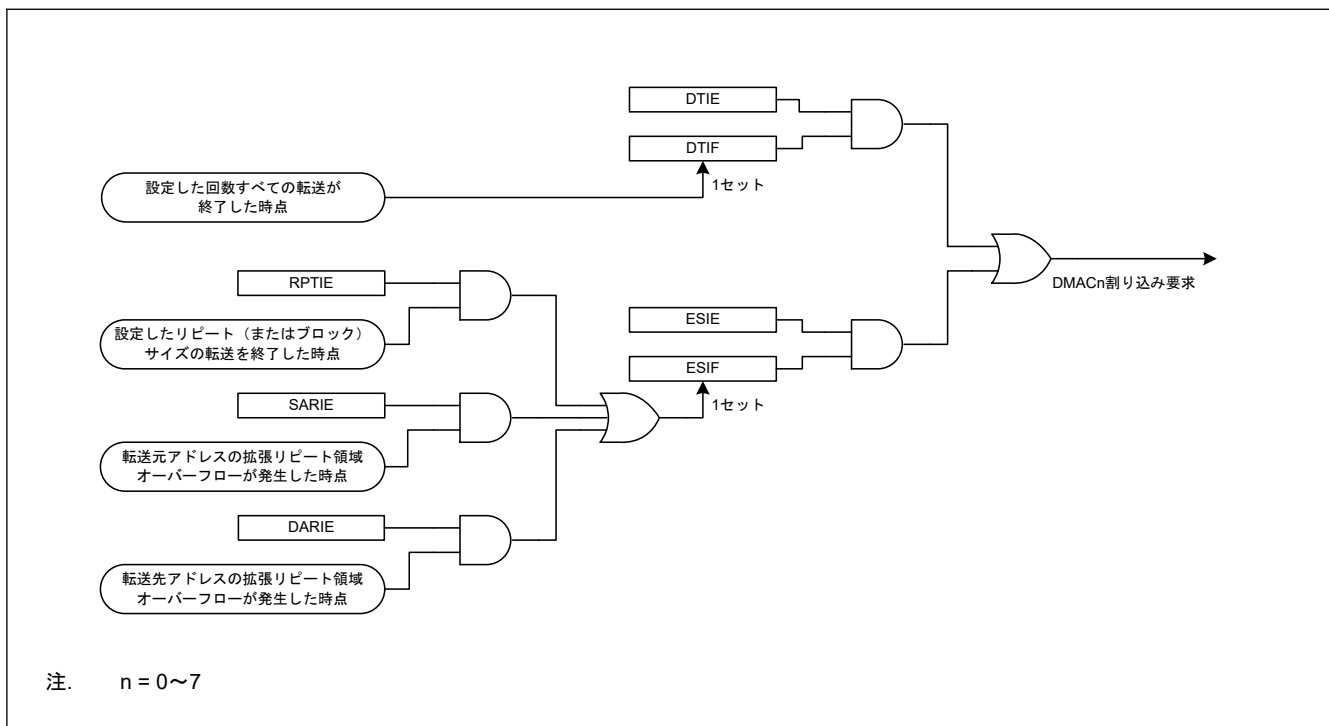 DTIE
DTIF
1セット
設定した回数すべての転送が
終了した時点
RPTIE
設定したリピート（またはブロック）
サイズの転送を終了した時点
DMACn割り込み要求
ESIE
ESIF
1セット
SARIE
転送元アドレスの拡張リピート領域
オーバーフローが発生した時点
DARIE
転送先アドレスの拡張リピート領域
オーバーフローが発生した時点
注. n = 0～7